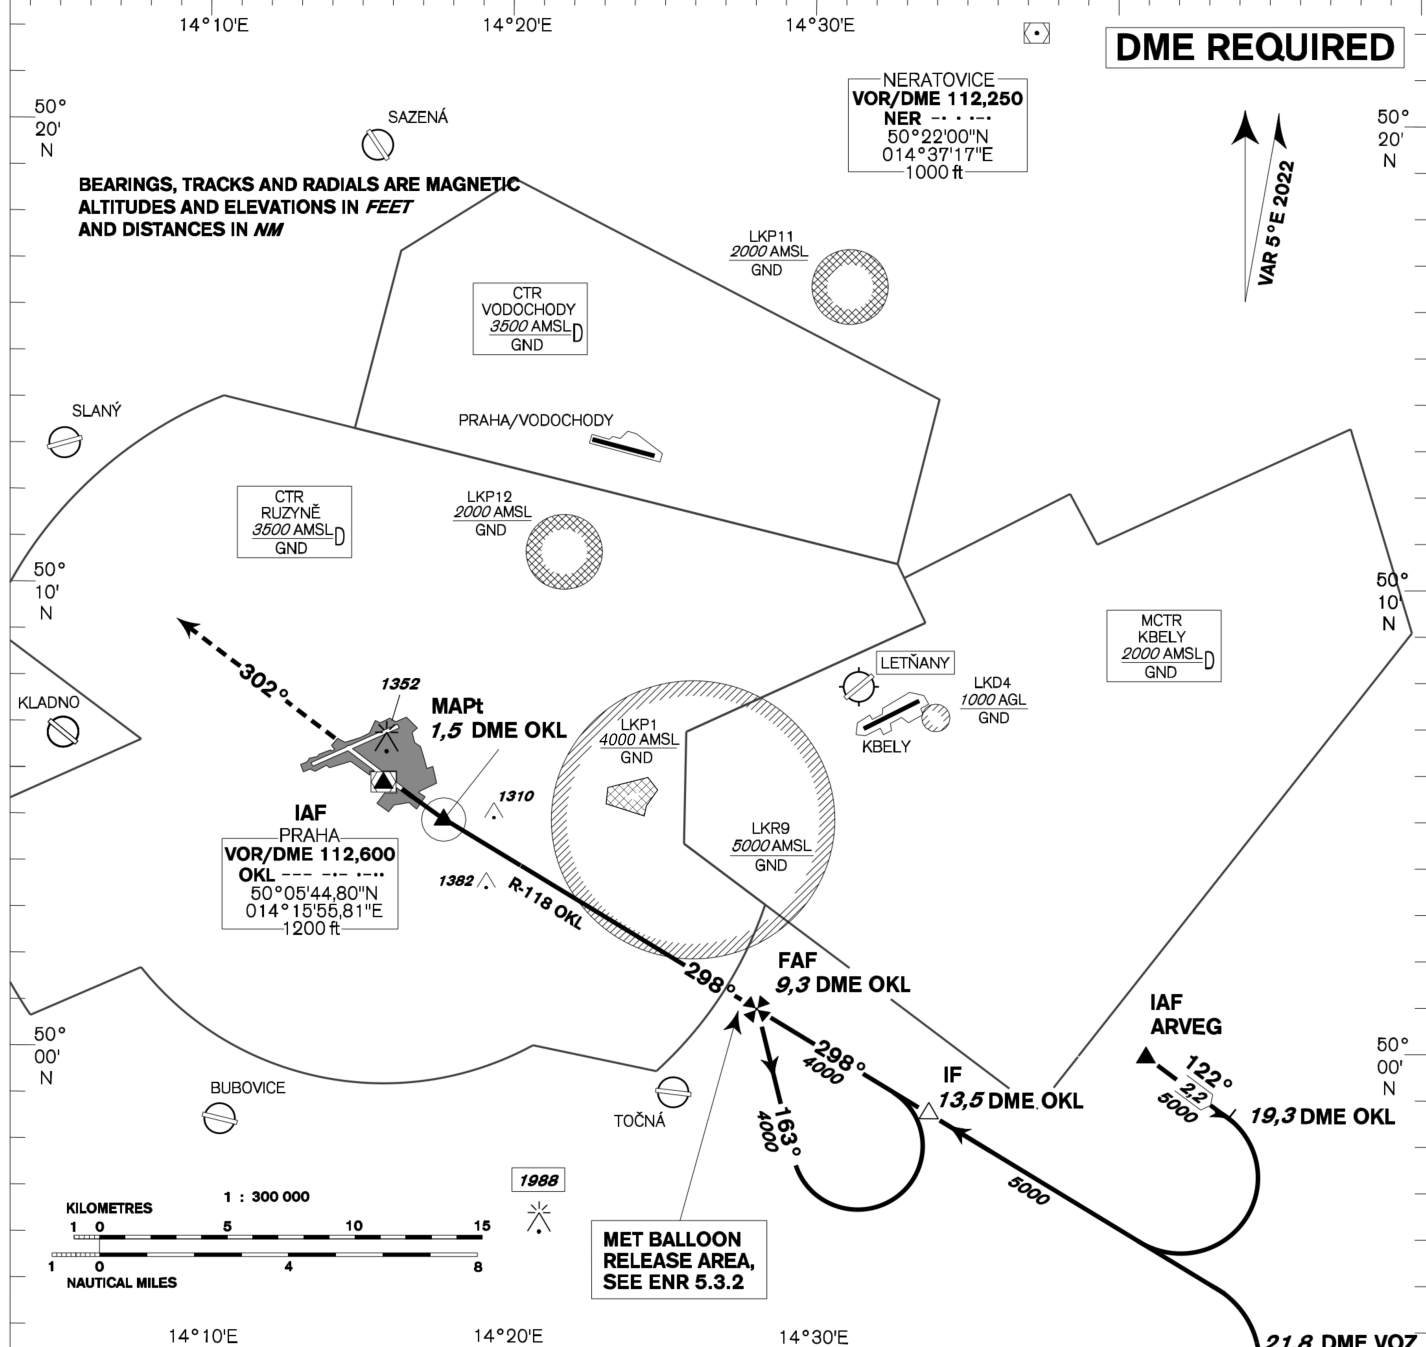 14°10'E
14°20'E
14°30'E
DME REQUIRED
NERATOVICE
VOR/DME 112,250
NER –· · ·–·
50°22'00"N
014°37'17"E
1000 ft
50°
20'
N
50°
20'
N
SAZENÁ
VAR 5°E 2022
BEARINGS, TRACKS AND RADIALS ARE MAGNETIC
ALTITUDES AND ELEVATIONS IN FEET
AND DISTANCES IN NM
LKP11
2000 AMSL
GND
CTR
VODOCHODY
3500 AMSL D
GND
SLANÝ
PRAHA/VODOCHODY
CTR
RUZYNĚ
3500 AMSL D
GND
LKP12
2000 AMSL
GND
50°
10'
N
50°
10'
N
MCTR
KBELY
2000 AMSL D
GND
302°
1352
KLADNO
MAPt
1,5 DME OKL
LKP1
4000 AMSL
GND
LETŇANY
LKD4
1000 AGL
GND
KBELY
1310
IAF
PRAHA
VOR/DME 112,600
OKL ––– –·– ·–··
50°05'44,80"N
014°15'55,81"E
1200 ft
LKR9
5000 AMSL
GND
1382
R-118 OKL
298°
FAF
9,3 DME OKL
IAF
ARVEG
50°
00'
N
50°
00'
N
298°
4000
122°
2,2
5000
IF
13,5 DME OKL
19,3 DME OKL
BUBOVICE
TOČNÁ
163°
4000
1988
5000
1 : 300 000
KILOMETRES
1 0 5 10 15
1 0 4 8
NAUTICAL MILES
MET BALLOON
RELEASE AREA,
SEE ENR 5.3.2
14°10'E
14°20'E
14°30'E
21,8 DME VOZ